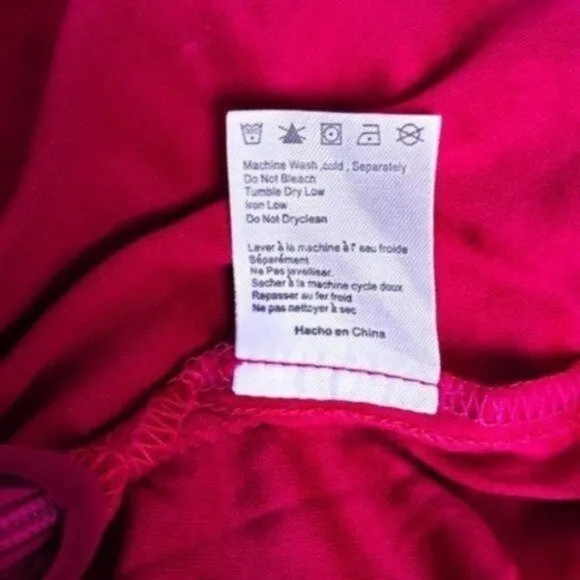 Machine Wash ,cold , Separately
Do Not Bleach
Tumble Dry Low
Iron Low
Do Not Dryclean
Laver à la machine à l' eau froide
Séparément
Ne Pas javelliser.
Sacher à la machine cycle doux
Repasser au fer froid
Ne pas nettoyer à sec
Hacho en China